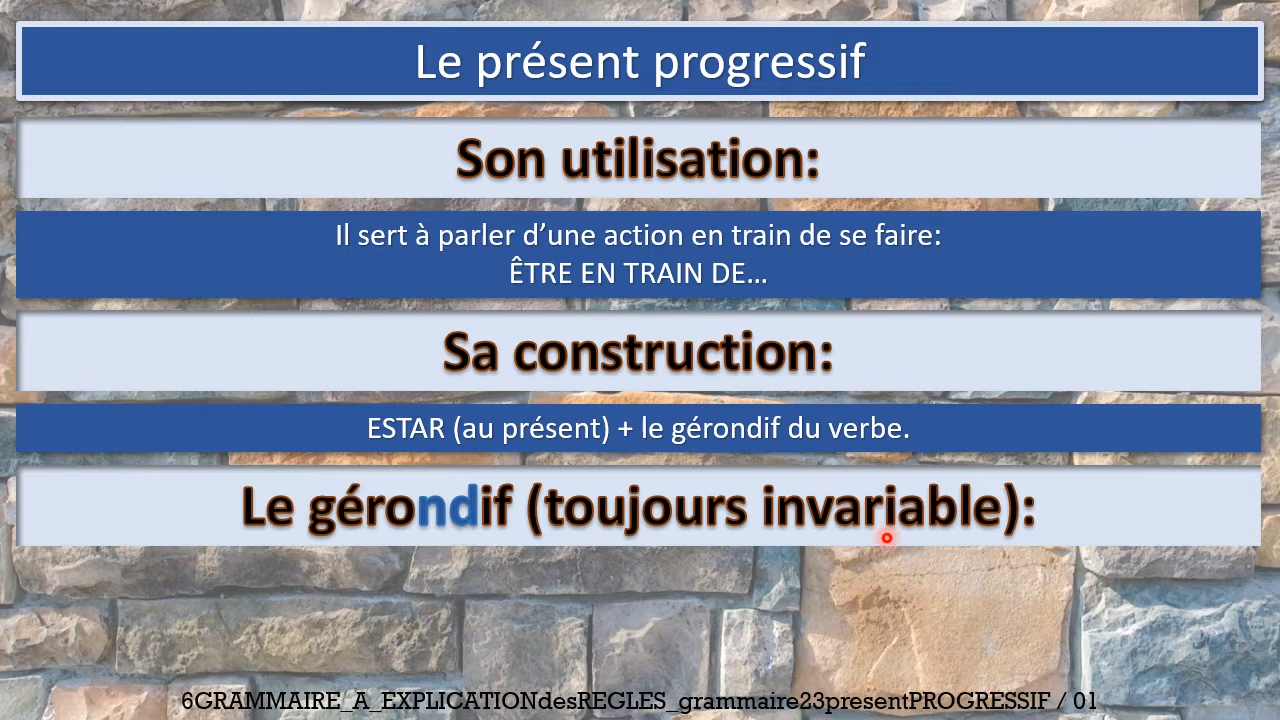 Le présent progressif
Son utilisation:
Il sert à parler d’une action en train de se faire:
ÊTRE EN TRAIN DE…
Sa construction:
ESTAR (au présent) + le gérondif du verbe.
Le gérondif (toujours invariable):
6GRAMMAIRE_A_EXPLICATIONdesREGLES_grammaire23presentPROGRESSIF / 01